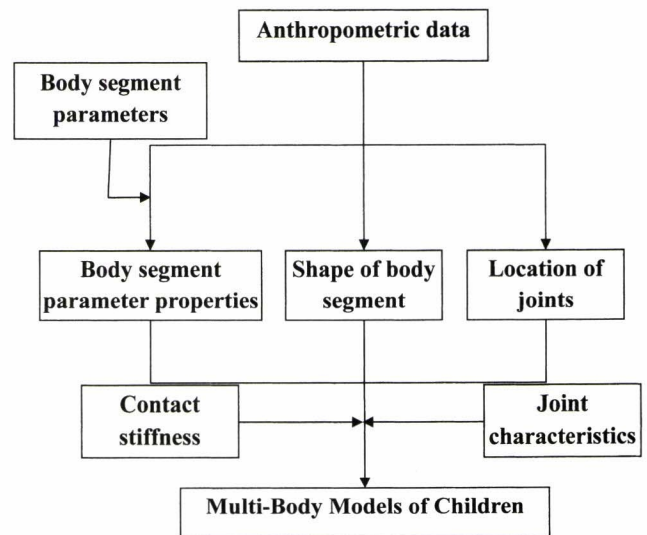 Anthropometric data
Body segment
parameters
Body segment
parameter properties
Shape of body
segment
Location of
joints
Contact
stiffness
Joint
characteristics
Multi-Body Models of Children